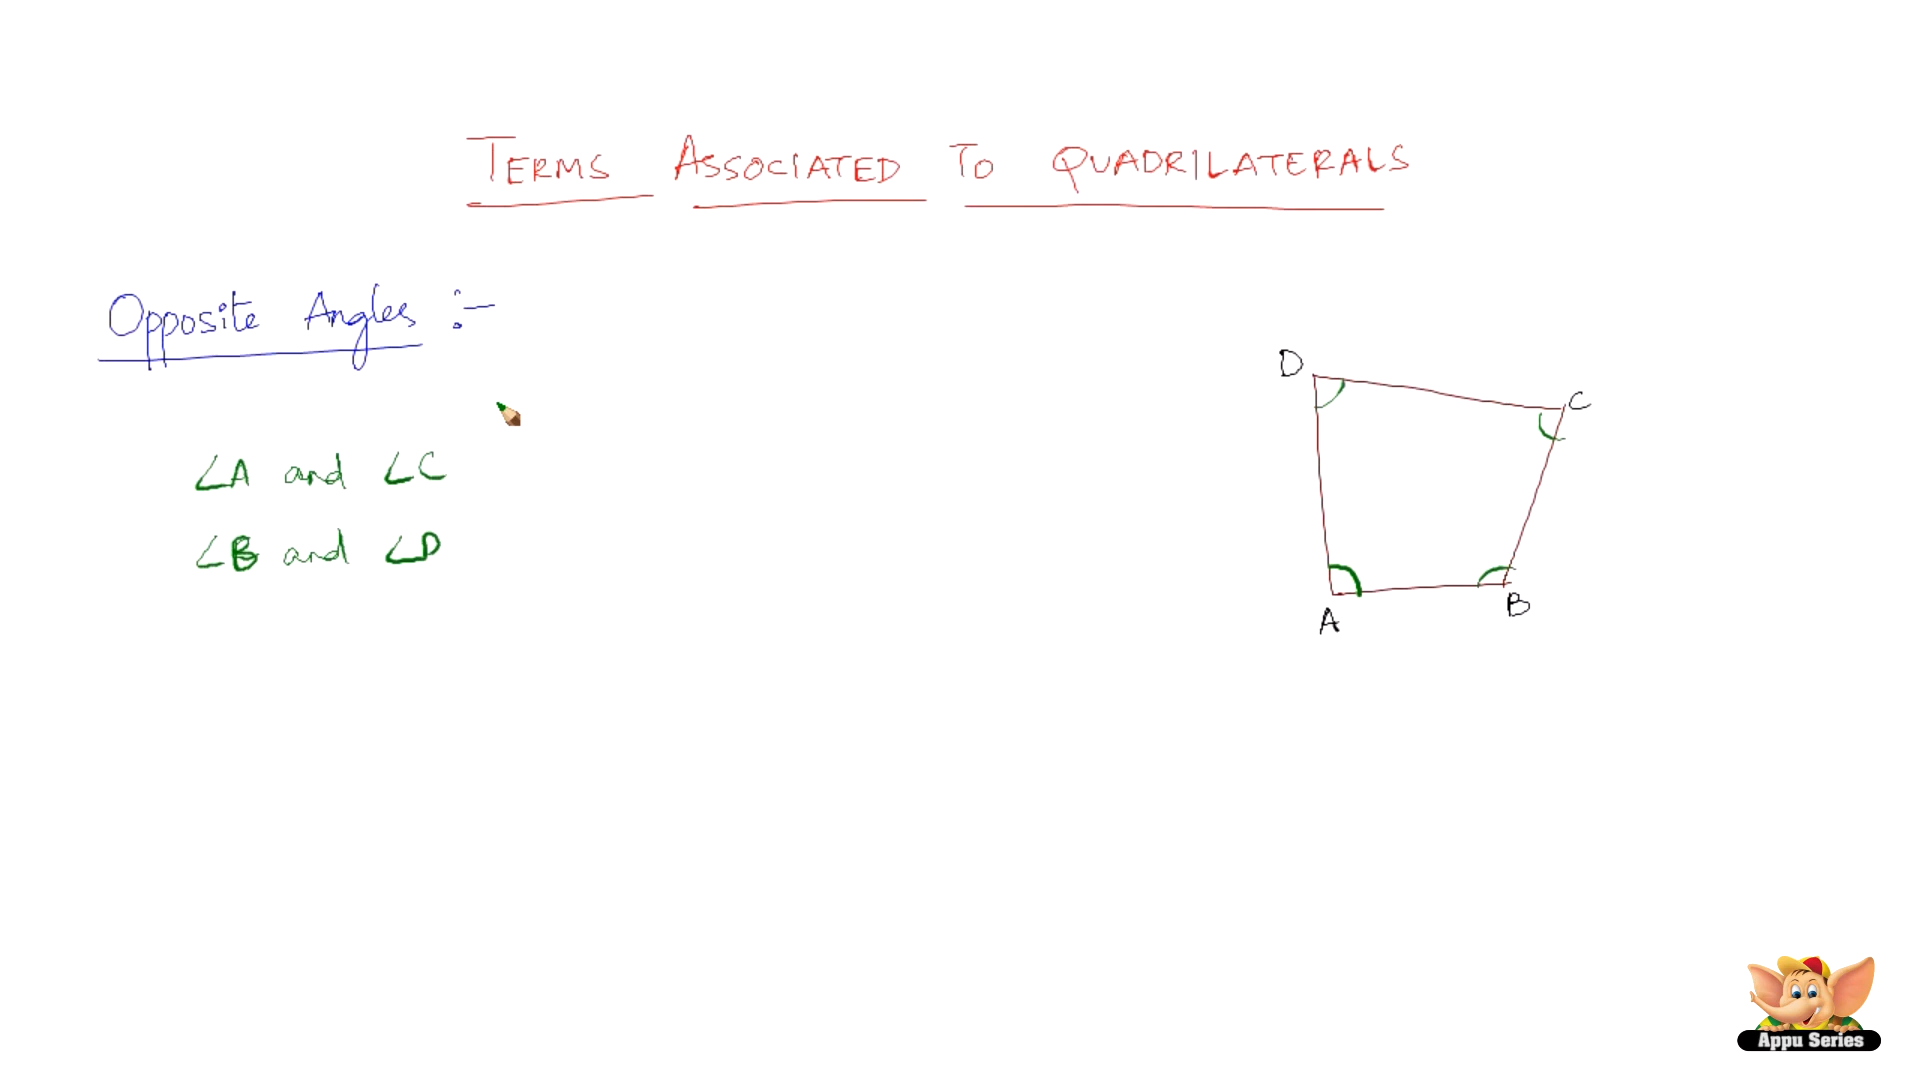 TERMS ASSOCIATED TO QUADRILATERALS
Opposite Angles :-
D
C
∠A and ∠C
∠B and ∠D
A
B
Appu Series